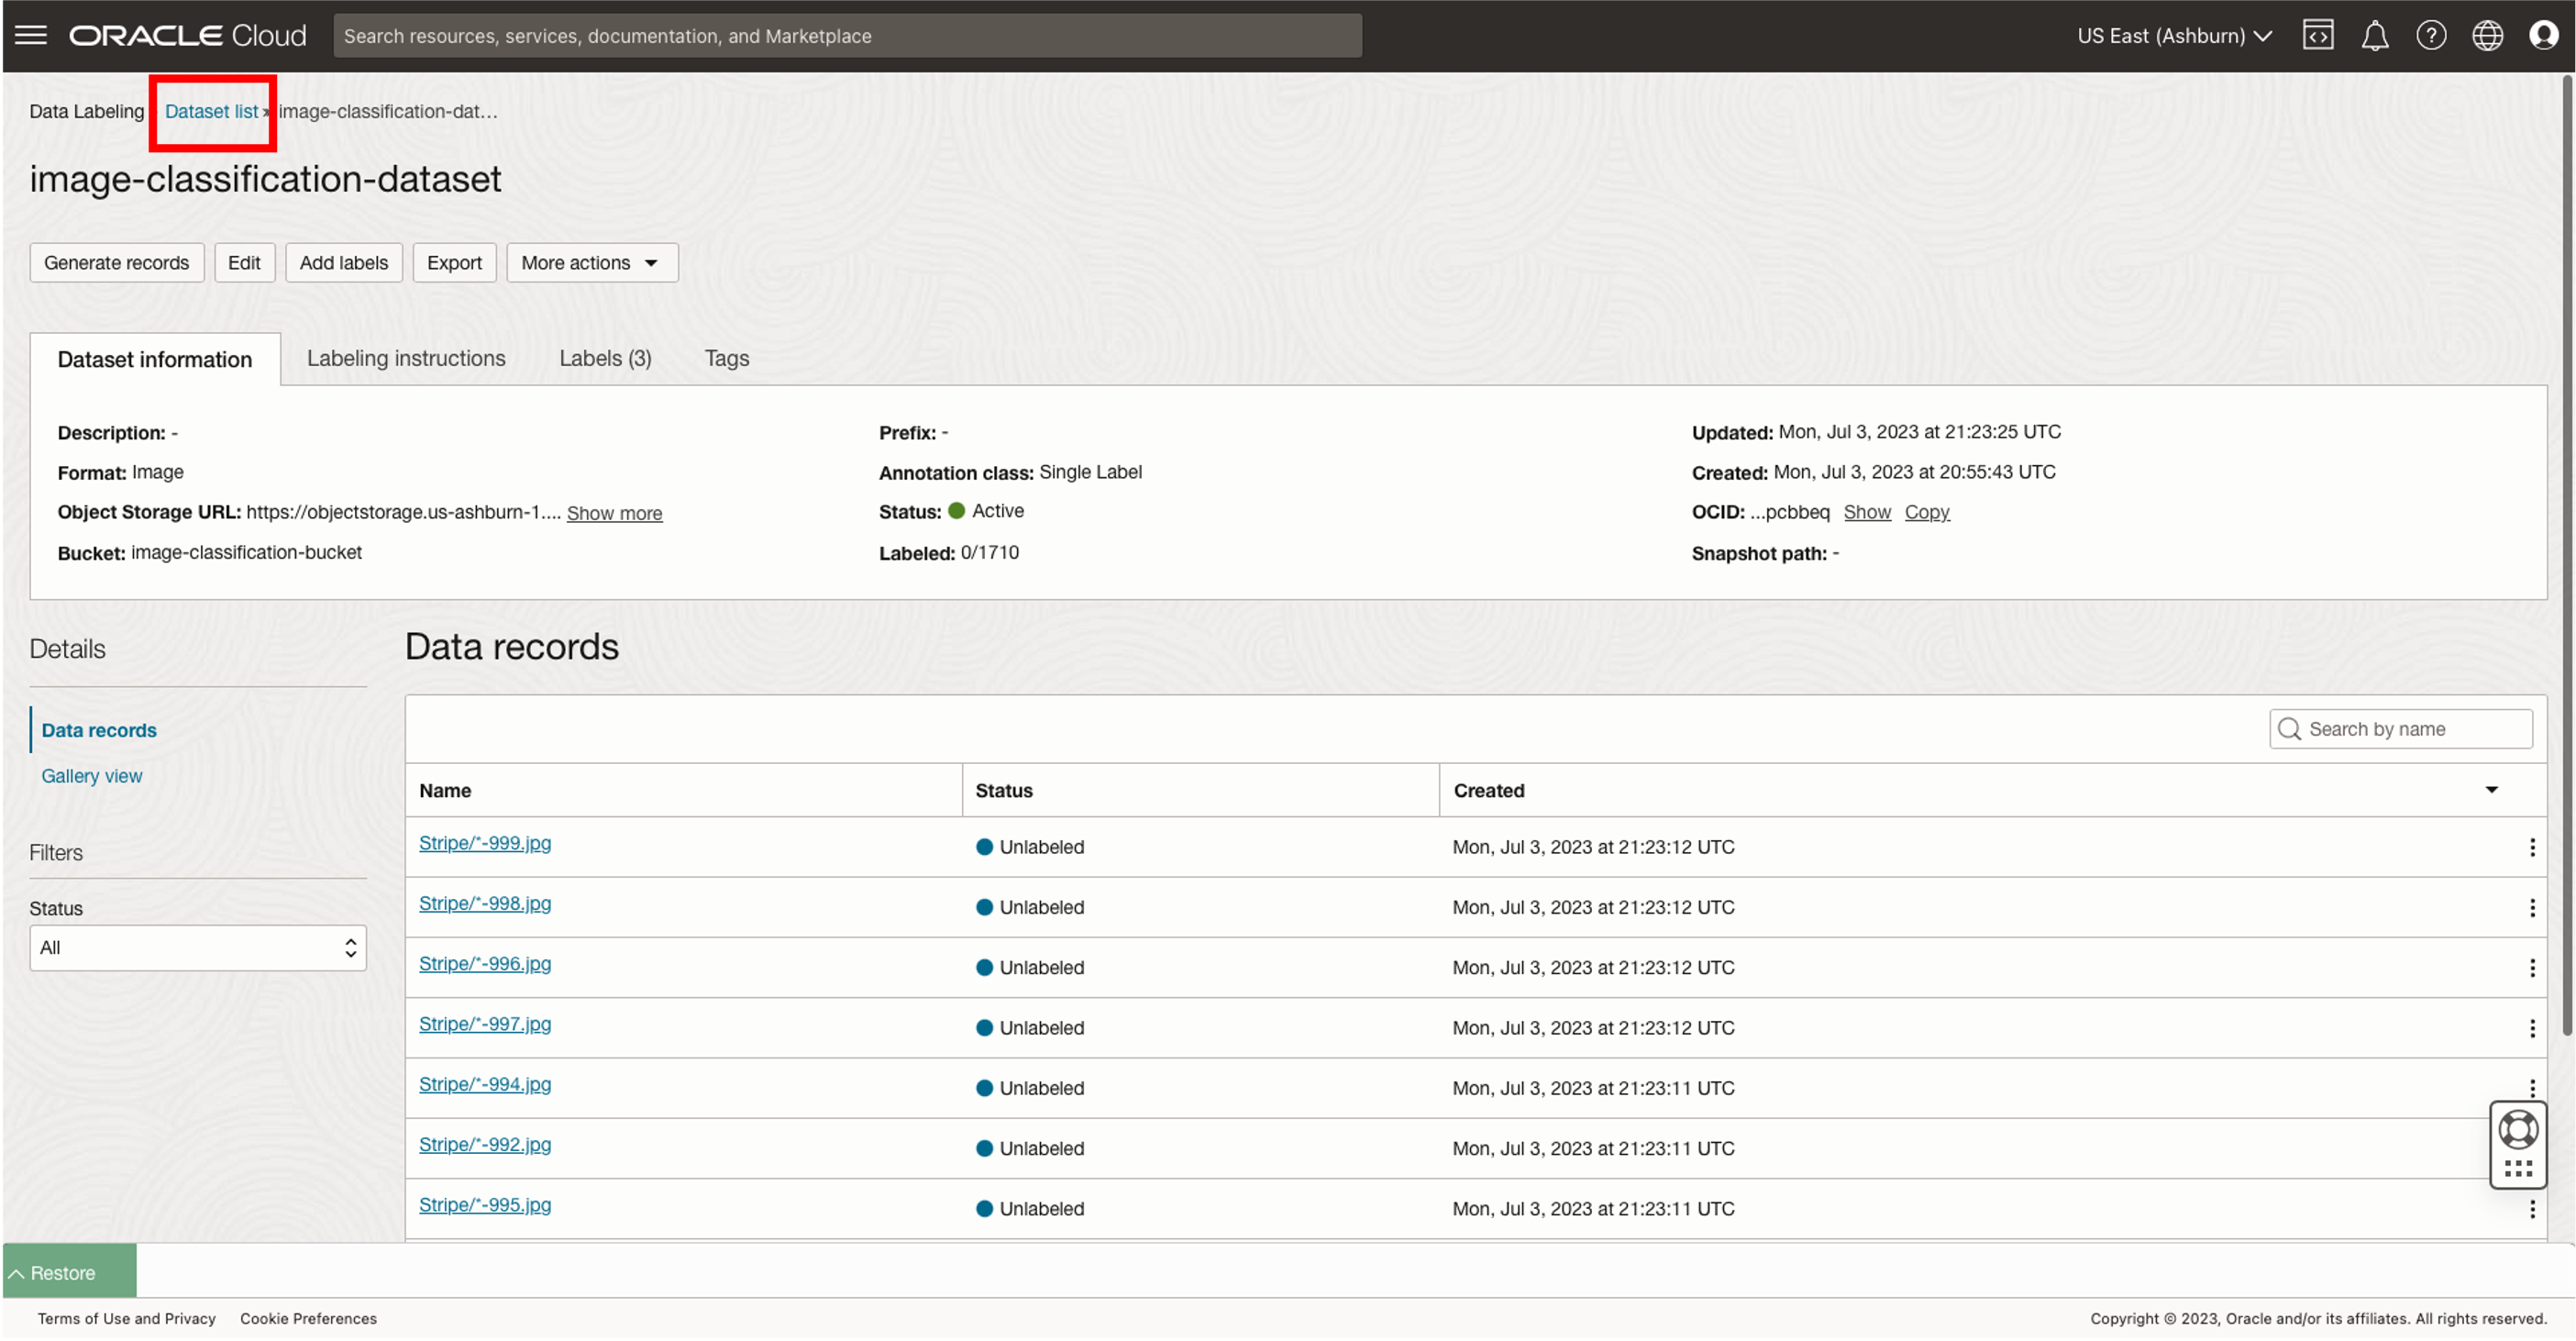 ORACLE Cloud Search resources, services, documentation, and Marketplace US East (Ashburn)
Data Labeling Dataset list » image-classification-dat...
image-classification-dataset
Generate records Edit Add labels Export More actions
Dataset information Labeling instructions Labels (3) Tags
Description: - Prefix: - Updated: Mon, Jul 3, 2023 at 21:23:25 UTC
Format: Image Annotation class: Single Label Created: Mon, Jul 3, 2023 at 20:55:43 UTC
Object Storage URL: https://objectstorage.us-ashburn-1.... Show more Status: Active OCID: ...pcbbeq Show Copy
Bucket: image-classification-bucket Labeled: 0/1710 Snapshot path: -
Details
Data records
Gallery view
Filters
Status
All
Data records
Search by name
Name Status Created
Stripe/*-999.jpg Unlabeled Mon, Jul 3, 2023 at 21:23:12 UTC
Stripe/*-998.jpg Unlabeled Mon, Jul 3, 2023 at 21:23:12 UTC
Stripe/*-996.jpg Unlabeled Mon, Jul 3, 2023 at 21:23:12 UTC
Stripe/*-997.jpg Unlabeled Mon, Jul 3, 2023 at 21:23:12 UTC
Stripe/*-994.jpg Unlabeled Mon, Jul 3, 2023 at 21:23:11 UTC
Stripe/*-992.jpg Unlabeled Mon, Jul 3, 2023 at 21:23:11 UTC
Stripe/*-995.jpg Unlabeled Mon, Jul 3, 2023 at 21:23:11 UTC
Restore
Terms of Use and Privacy Cookie Preferences Copyright © 2023, Oracle and/or its affiliates. All rights reserved.